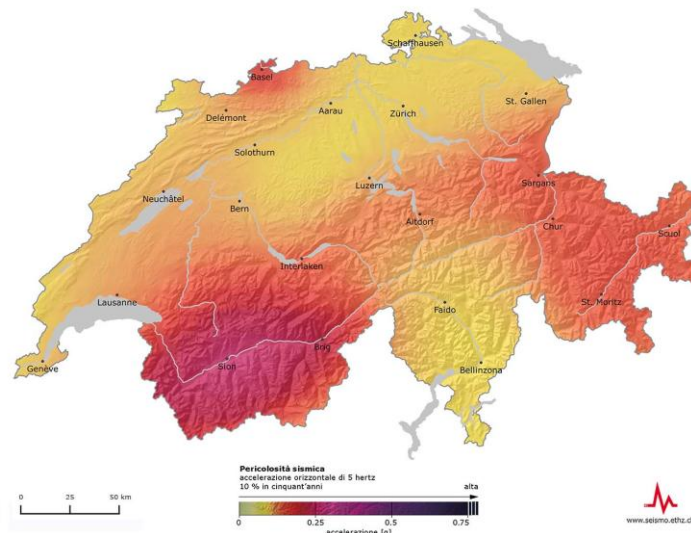 Schaffhausen
Basel
St. Gallen
Aarau
Zürich
Delémont
Solothurn
Luzern
Sargans
Neuchâtel
Bern
Altdorf
Chur
Scuol
Interlaken
Lausanne
St. Moritz
Faido
Brig
Sion
Genève
Bellinzona
Pericolosità sismica
accelerazione orizzontale di 5 hertz
10 % in cinquant'anni
alta
0 25 50 km
0 0.25 0.5 0.75
accelerazione [g]
www.seismo.ethz.ch